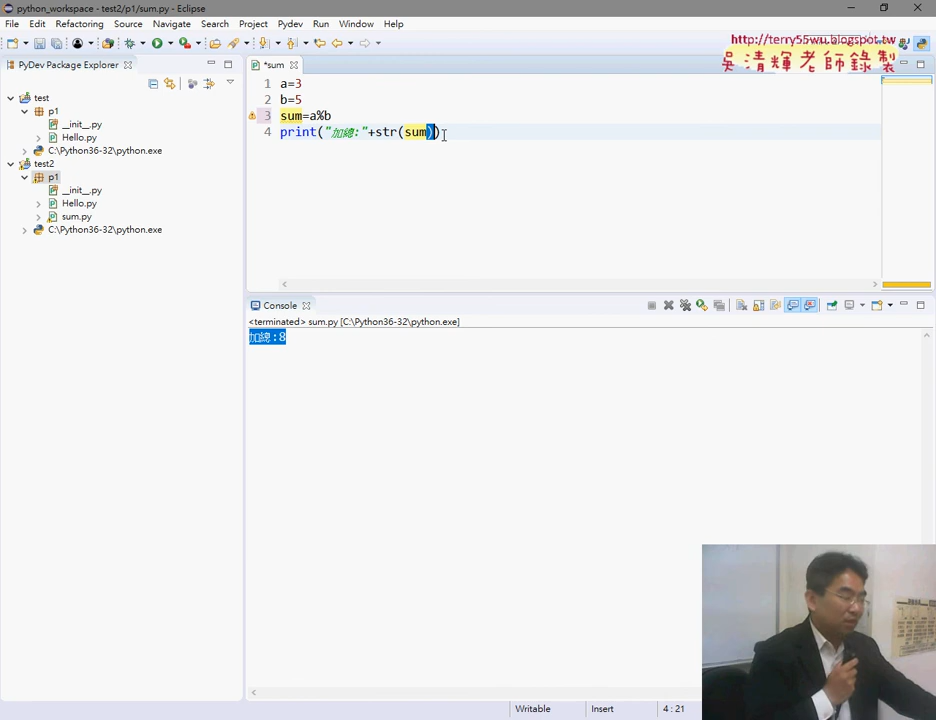 python_workspace - test2/p1/sum.py - Eclipse
File Edit Refactoring Source Navigate Search Project Pydev Run Window Help
http://terry55wu.blogspot.tw
吳清輝老師錄製
PyDev Package Explorer
*sum
test
p1
__init__.py
Hello.py
C:\Python36-32\python.exe
test2
p1
__init__.py
Hello.py
sum.py
C:\Python36-32\python.exe
1 a=3
2 b=5
3 sum=a%b
4 print("加總:"+str(sum))
Console
<terminated> sum.py [C:\Python36-32\python.exe]
加總:8
Writable Insert 4 : 21